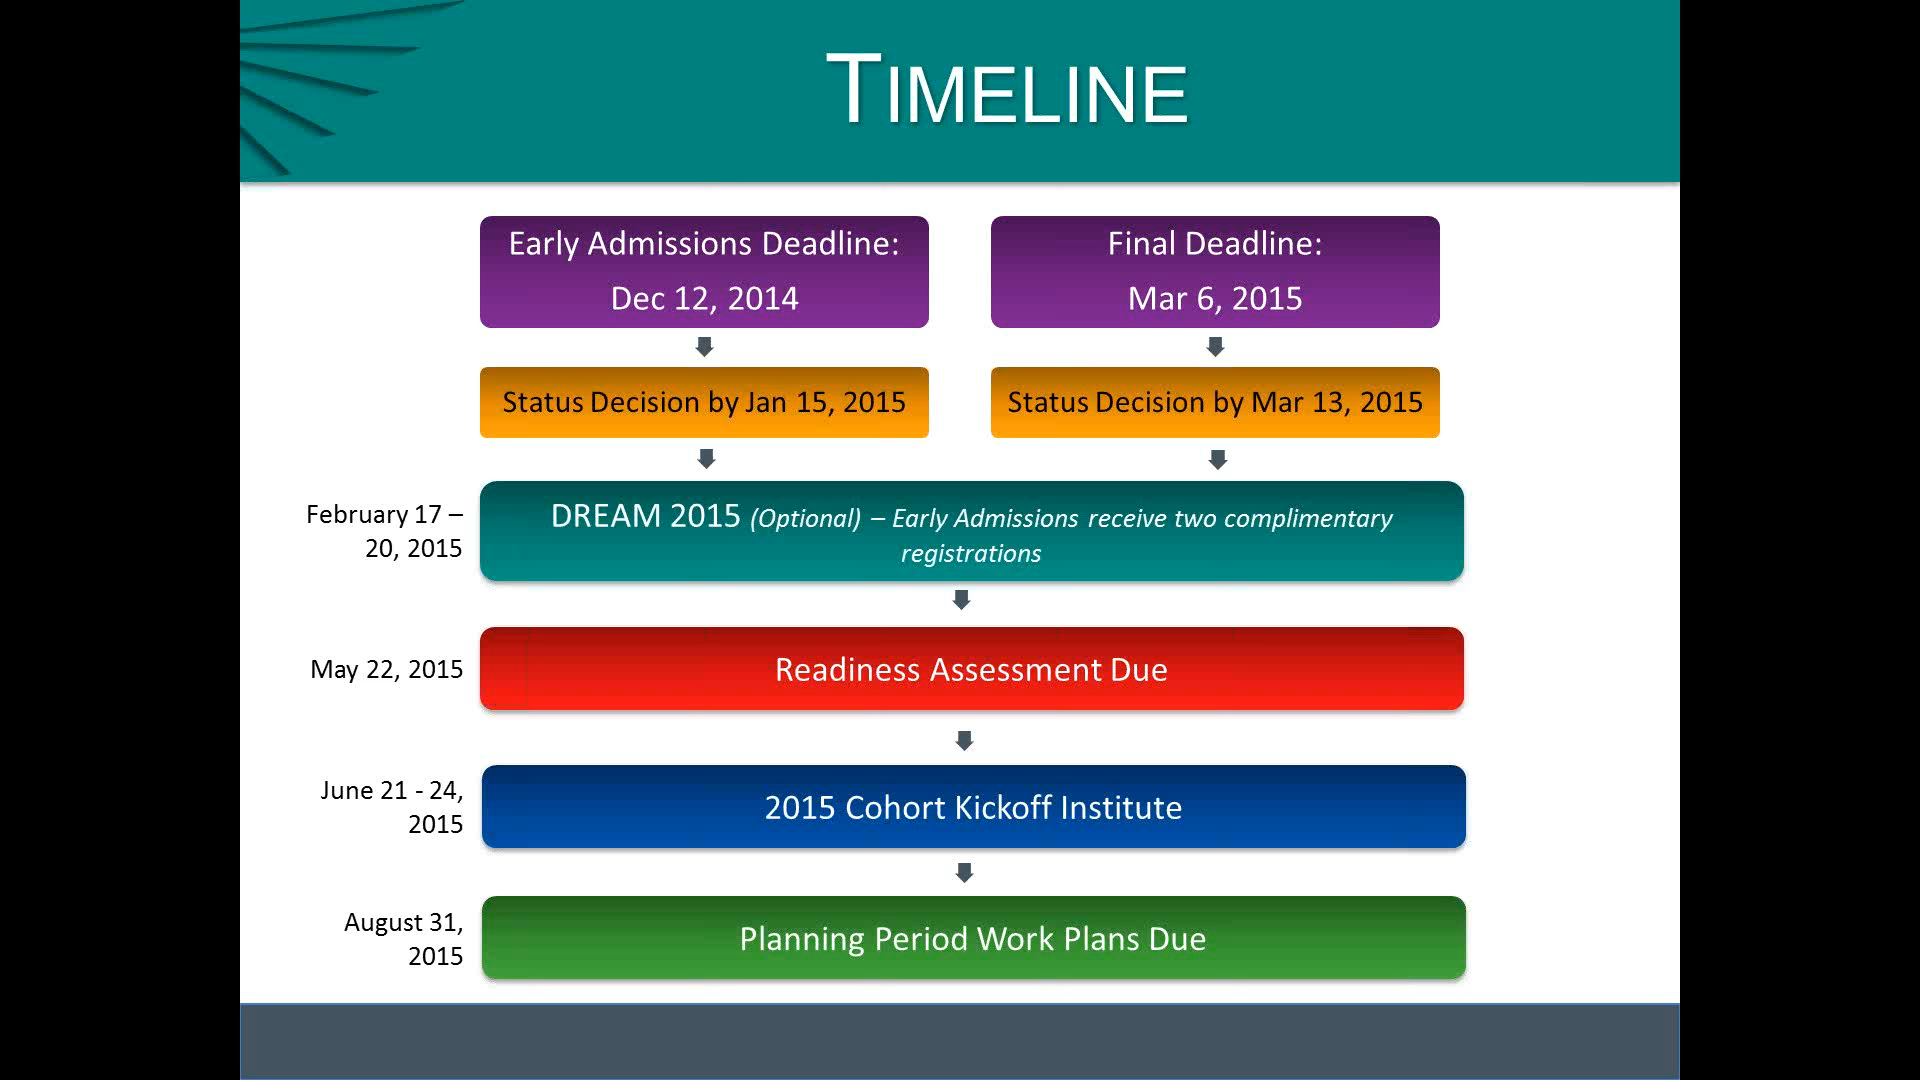 TIMELINE
Early Admissions Deadline:
Dec 12, 2014
Final Deadline:
Mar 6, 2015
Status Decision by Jan 15, 2015
Status Decision by Mar 13, 2015
February 17 –
20, 2015
DREAM 2015 (Optional) – Early Admissions receive two complimentary
registrations
May 22, 2015
Readiness Assessment Due
June 21 - 24,
2015
2015 Cohort Kickoff Institute
August 31,
2015
Planning Period Work Plans Due